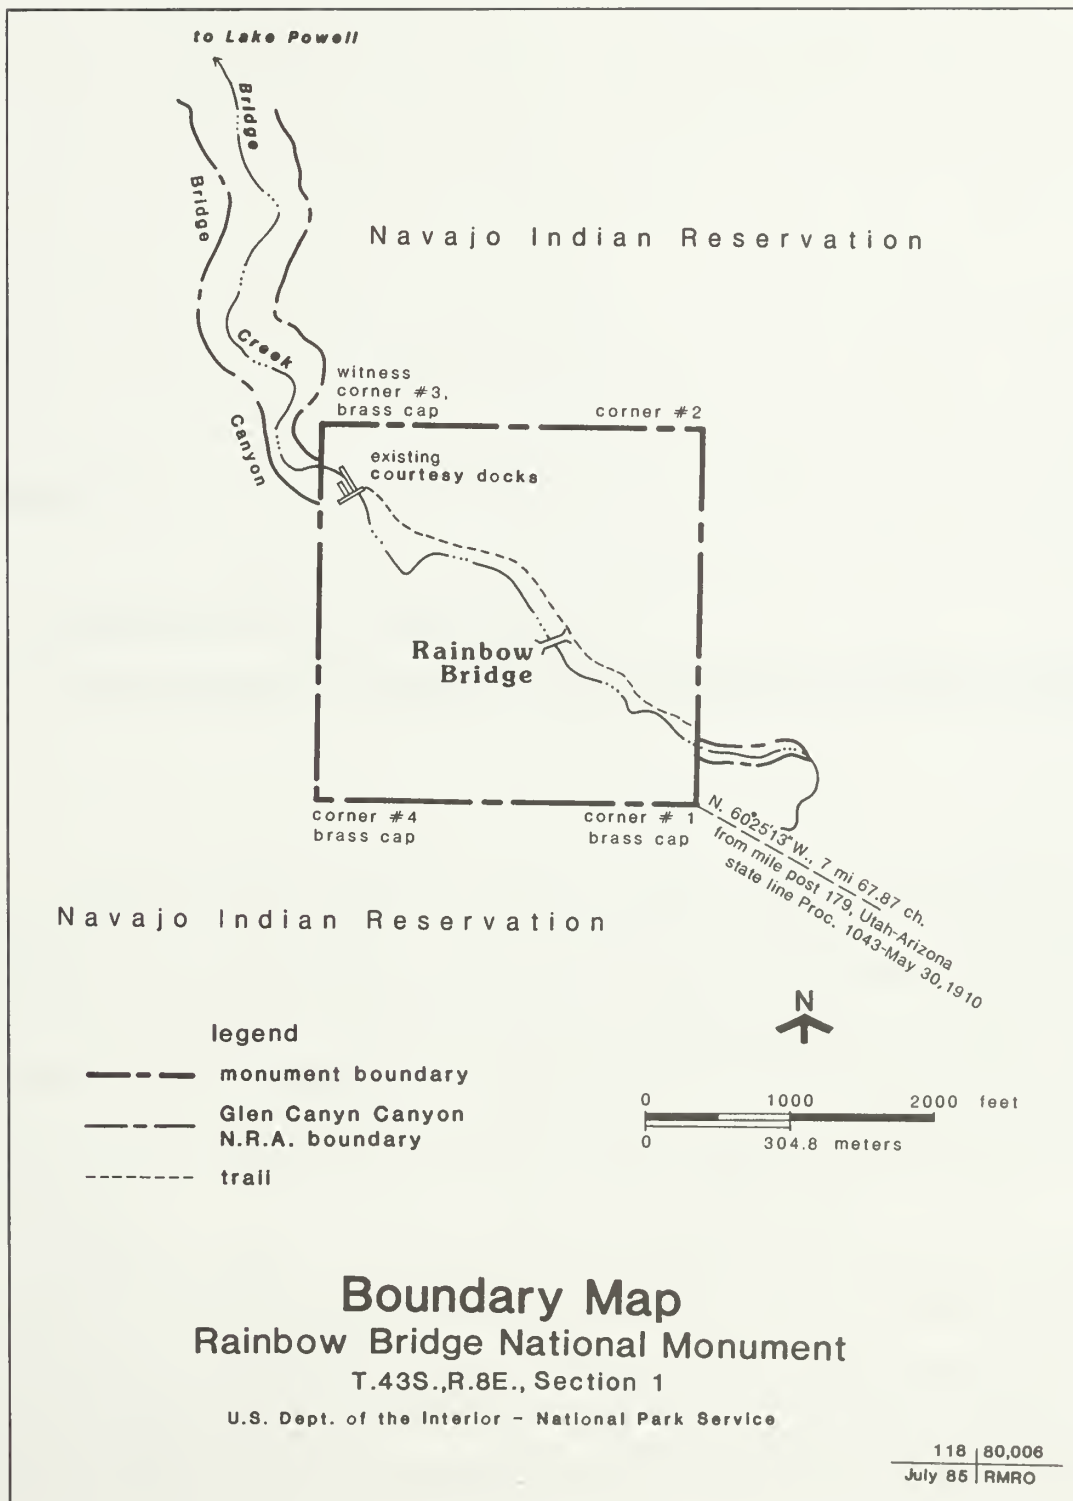 to Lake Powell
Bridge
Bridge
Navajo Indian Reservation
Creek
Canyon
witness
corner #3,
brass cap
corner #2
existing
courtesy docks
Rainbow
Bridge
corner #4
brass cap
corner # 1
brass cap
N. 60°25'13" W., 7 mi 67.87 ch.
from mile post 179, Utah-Arizona
state line Proc. 1043-May 30, 1910
Navajo Indian Reservation
N
legend
monument boundary
Glen Canyn Canyon
N.R.A. boundary
trail
0 1000 2000 feet
0 304.8 meters
Boundary Map
Rainbow Bridge National Monument
T.43S.,R.8E., Section 1
U.S. Dept. of the Interior - National Park Service
118 | 80,006
July 85 | RMRO